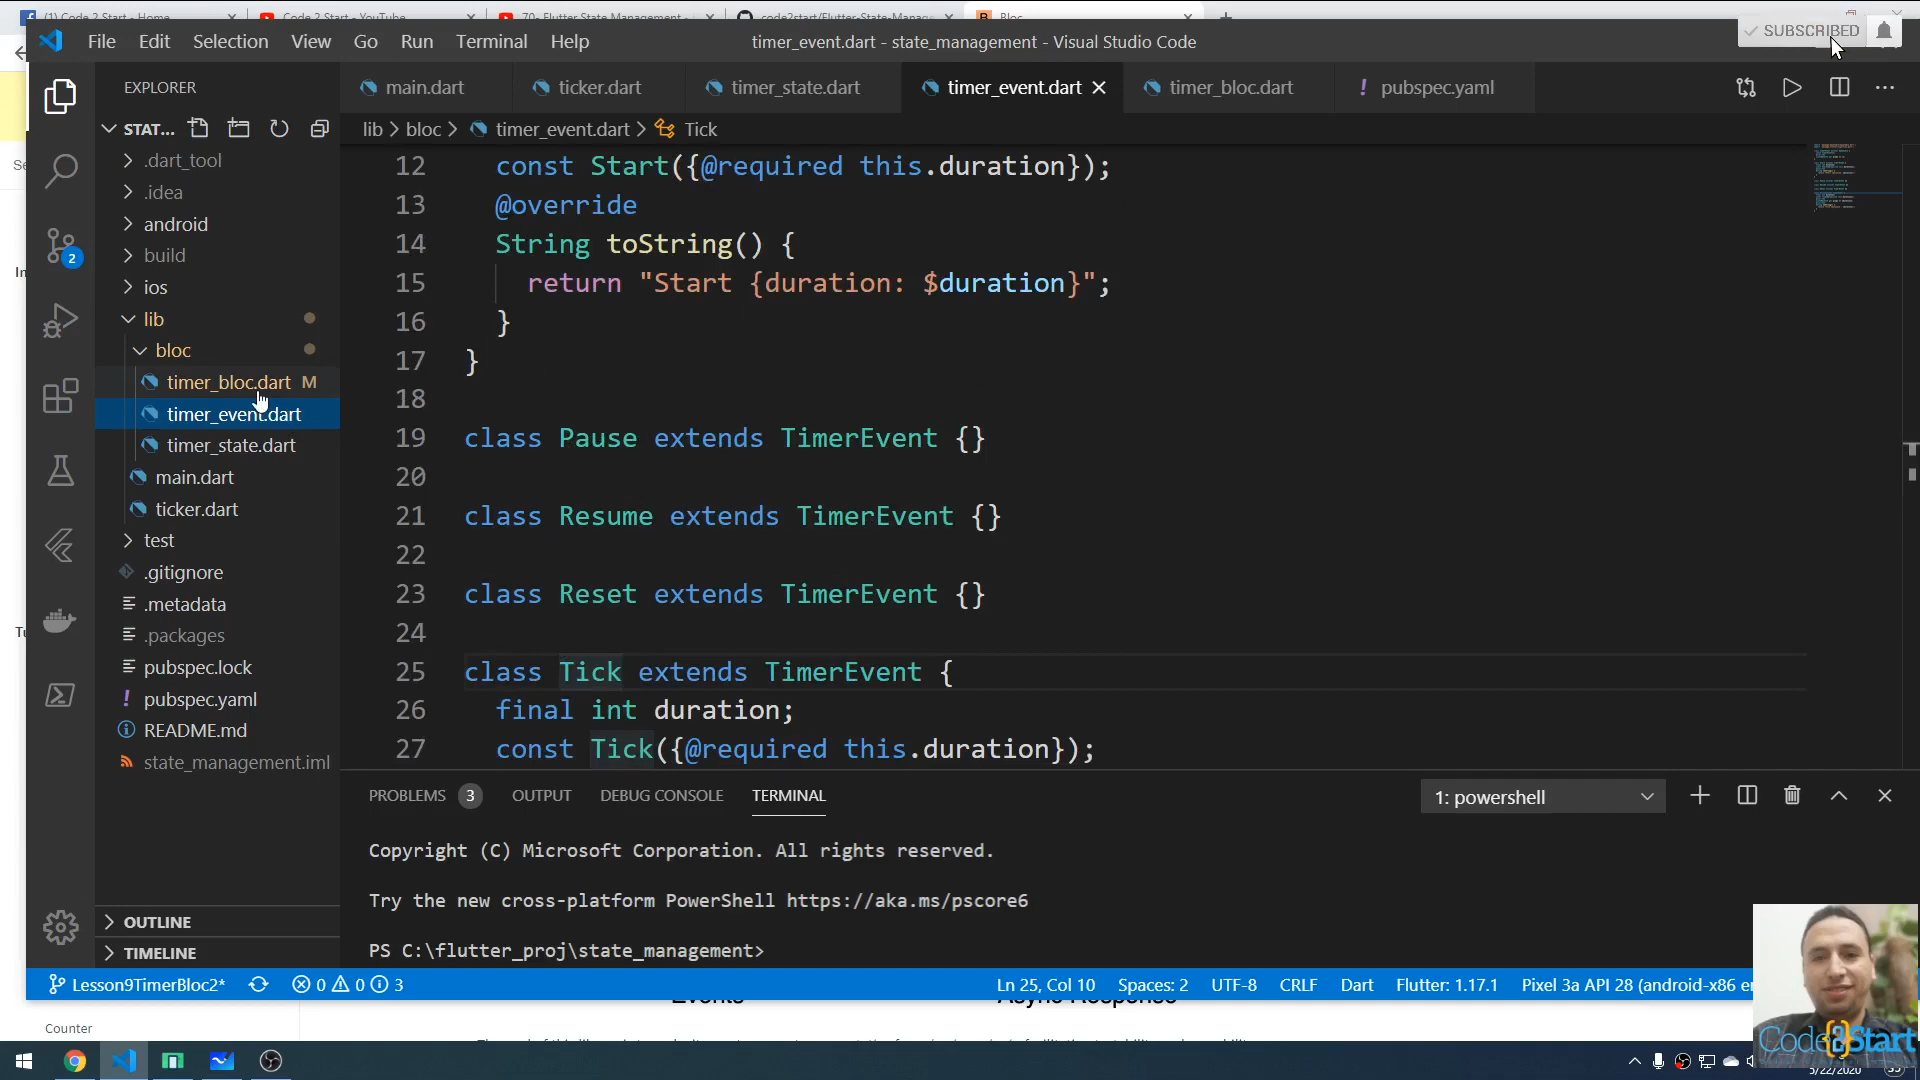 (1) Code 2 Start - Home
Code 2 Start - YouTube
70- Flutter State Management -
code2start/Flutter-State-Manage
Bloc
File Edit Selection View Go Run Terminal Help
timer_event.dart - state_management - Visual Studio Code
SUBSCRIBED
EXPLORER
main.dart
ticker.dart
timer_state.dart
timer_event.dart
timer_bloc.dart
! pubspec.yaml
STAT...
lib > bloc > timer_event.dart > Tick
.dart_tool
.idea
android
build
ios
lib
bloc
timer_bloc.dart M
timer_event.dart
timer_state.dart
main.dart
ticker.dart
test
.gitignore
.metadata
.packages
pubspec.lock
! pubspec.yaml
README.md
state_management.iml
OUTLINE
TIMELINE
2
12 const Start({@required this.duration});
13 @override
14 String toString() {
15 return "Start {duration: $duration}";
16 }
17 }
18
19 class Pause extends TimerEvent {}
20
21 class Resume extends TimerEvent {}
22
23 class Reset extends TimerEvent {}
24
25 class Tick extends TimerEvent {
26 final int duration;
27 const Tick({@required this.duration});
PROBLEMS 3 OUTPUT DEBUG CONSOLE TERMINAL
1: powershell
Copyright (C) Microsoft Corporation. All rights reserved.
Try the new cross-platform PowerShell https://aka.ms/pscore6
PS C:\flutter_proj\state_management>
Lesson9TimerBloc2* 0 0 3
Ln 25, Col 10 Spaces: 2 UTF-8 CRLF Dart Flutter: 1.17.1 Pixel 3a API 28 (android-x86 em
Events Async Response
Counter
Code2Start
5/22/2020